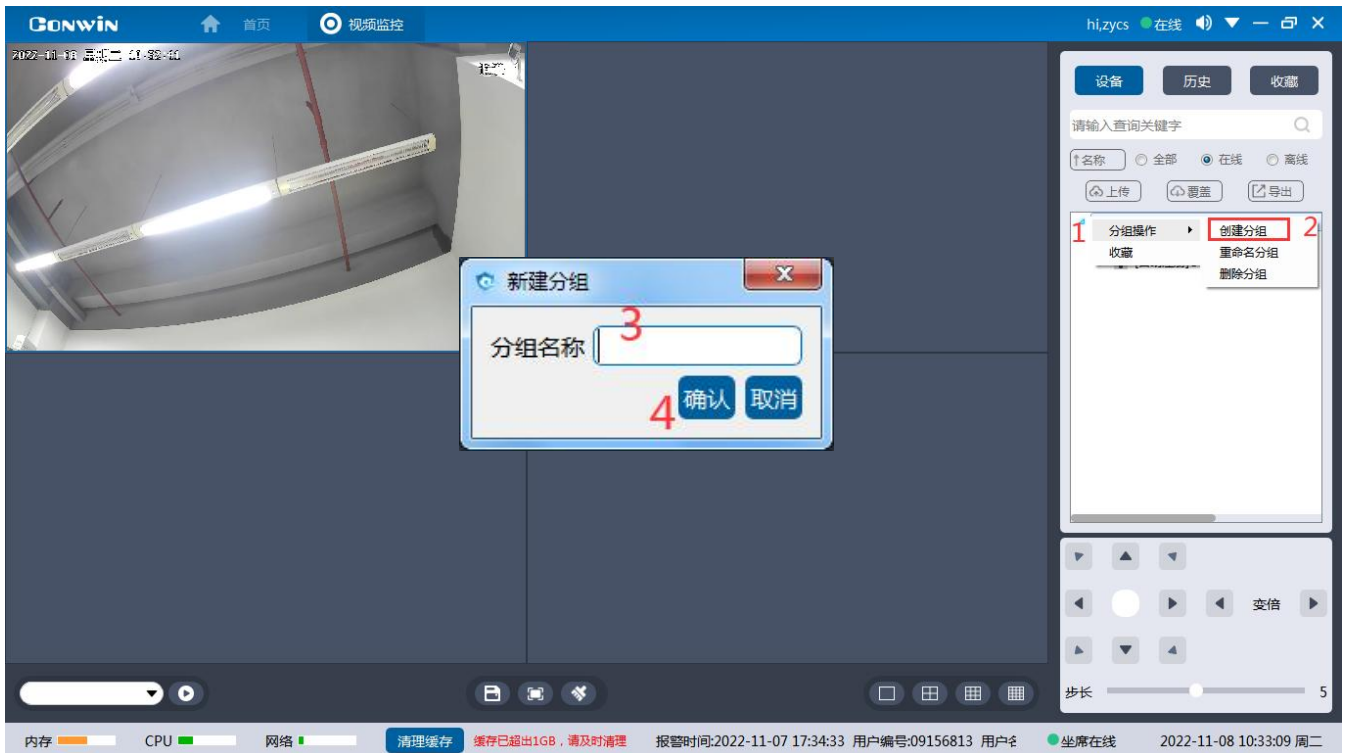 CONWIN 首页 视频监控 hi,zycs 在线
设备 历史 收藏
请输入查询关键字
↑名称 全部 在线 离线
上传 覆盖 导出
1 分组操作 创建分组 2
收藏 重命名分组
删除分组
新建分组
分组名称 3
4 确认 取消
变倍
步长 5
内存 CPU 网络 清理缓存 缓存已超出1GB，请及时清理 报警时间:2022-11-07 17:34:33 用户编号:09156813 用户名 坐席在线 2022-11-08 10:33:09 周二